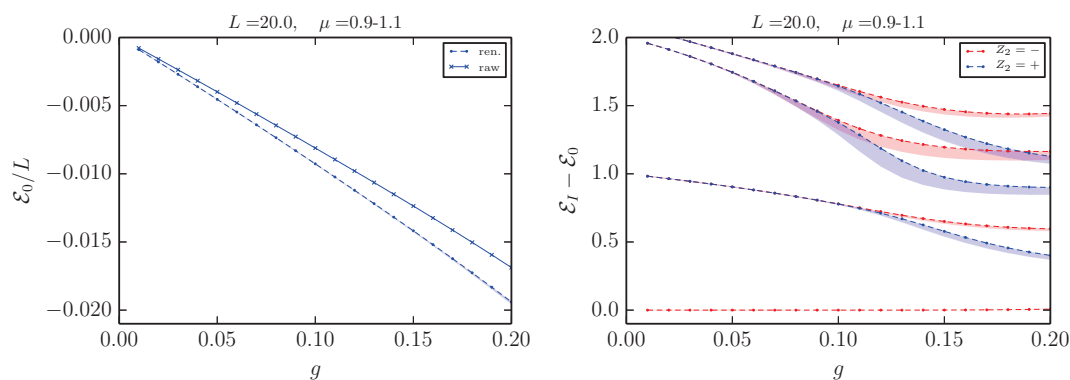 L =20.0, μ =0.9-1.1
0.000
−0.005
−0.010
−0.015
−0.020
ℰ₀/L
ren.
raw
0.00 0.05 0.10 0.15 0.20
g
L =20.0, μ =0.9-1.1
2.0
1.5
1.0
0.5
0.0
ℰ_I − ℰ₀
Z₂ = −
Z₂ = +
0.00 0.05 0.10 0.15 0.20
g